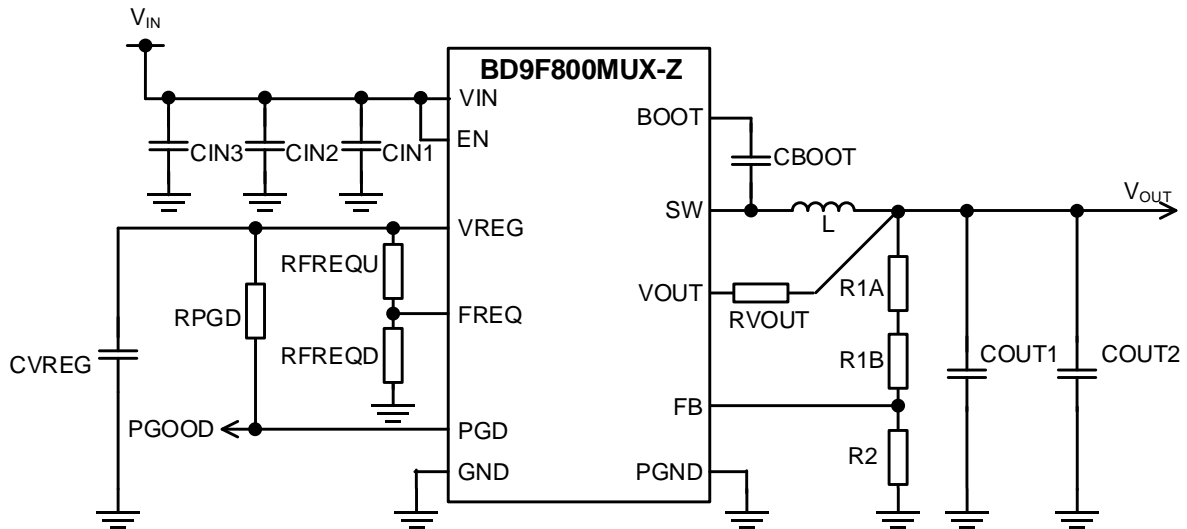 VIN
BD9F800MUX-Z
VIN
BOOT
EN
CIN3
CIN2
CIN1
CBOOT
SW
VOUT
L
VREG
RFREQU
VOUT
R1A
RPGD
FREQ
RVOUT
RFREQD
R1B
COUT1
COUT2
CVREG
FB
PGOOD
PGD
R2
GND
PGND